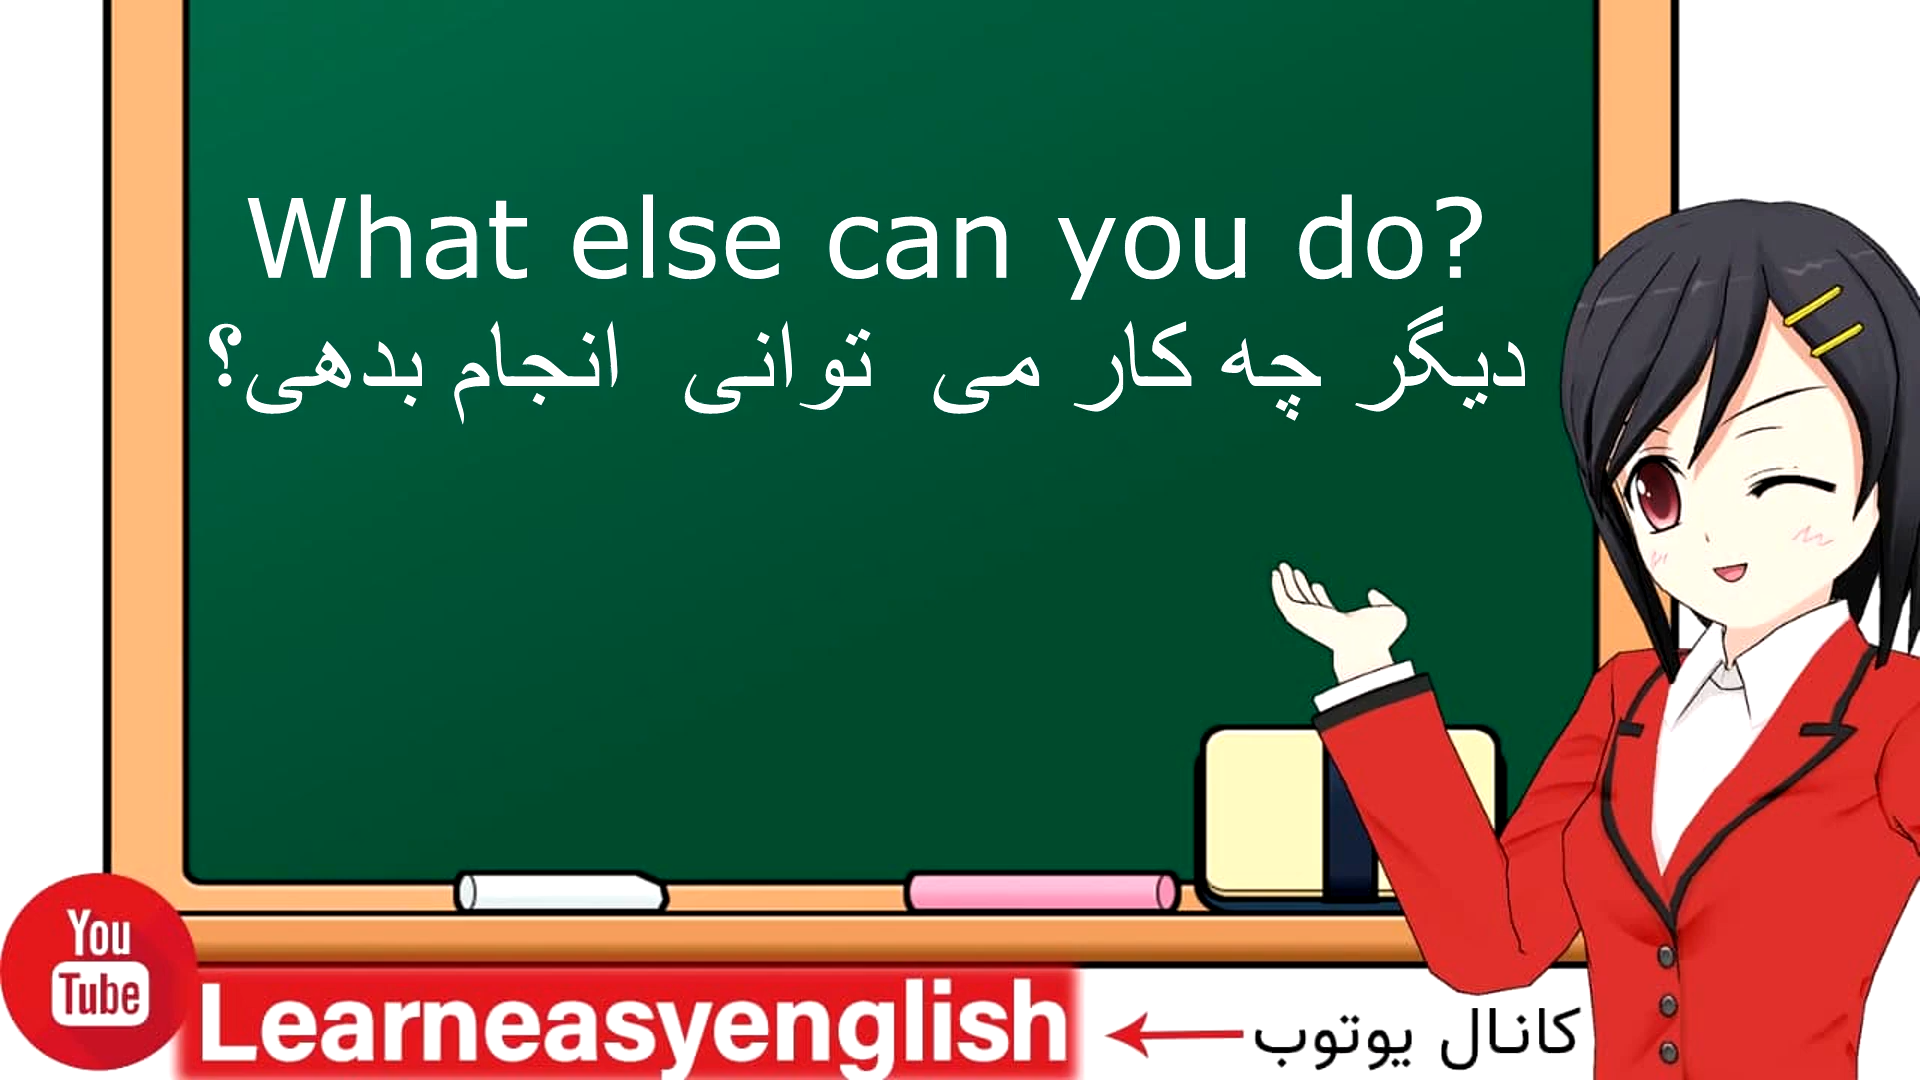 What else can you do?
دیگر چه کار می توانی انجام بدهی؟
You
Tube
Learneasyenglish
کانال یوتوب